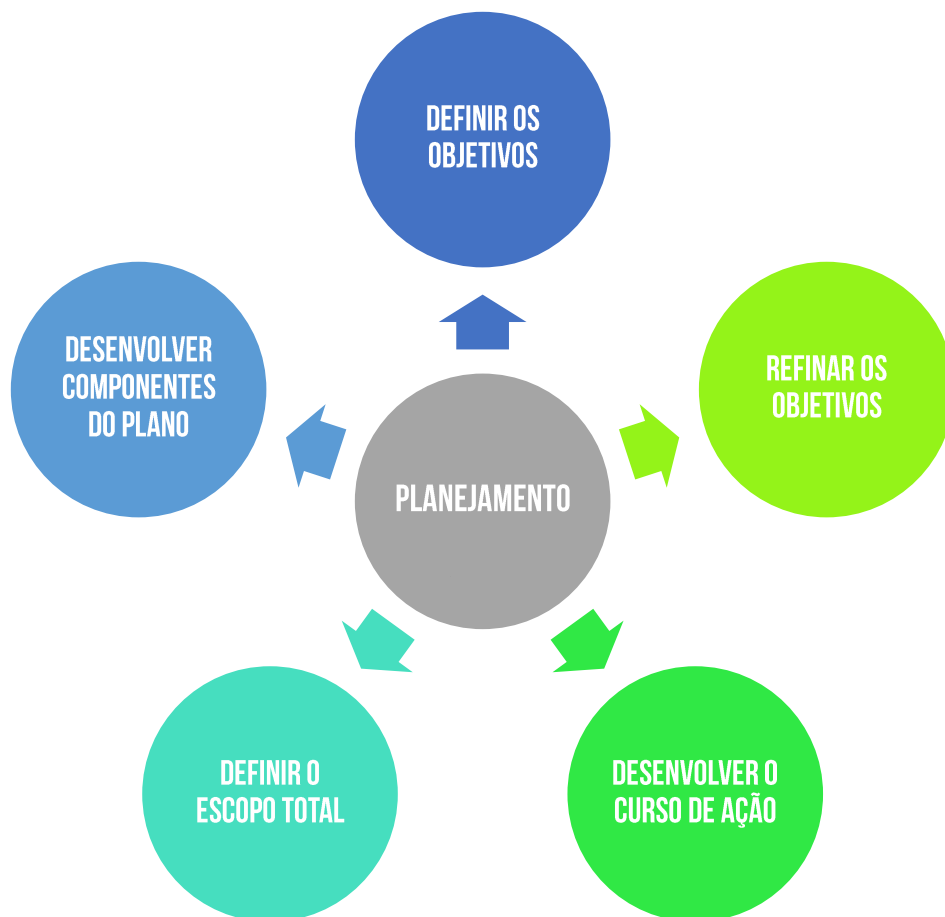 DEFINIR OS
OBJETIVOS
DESENVOLVER
COMPONENTES
DO PLANO
REFINAR OS
OBJETIVOS
PLANEJAMENTO
DEFINIR O
ESCOPO TOTAL
DESENVOLVER O
CURSO DE AÇÃO